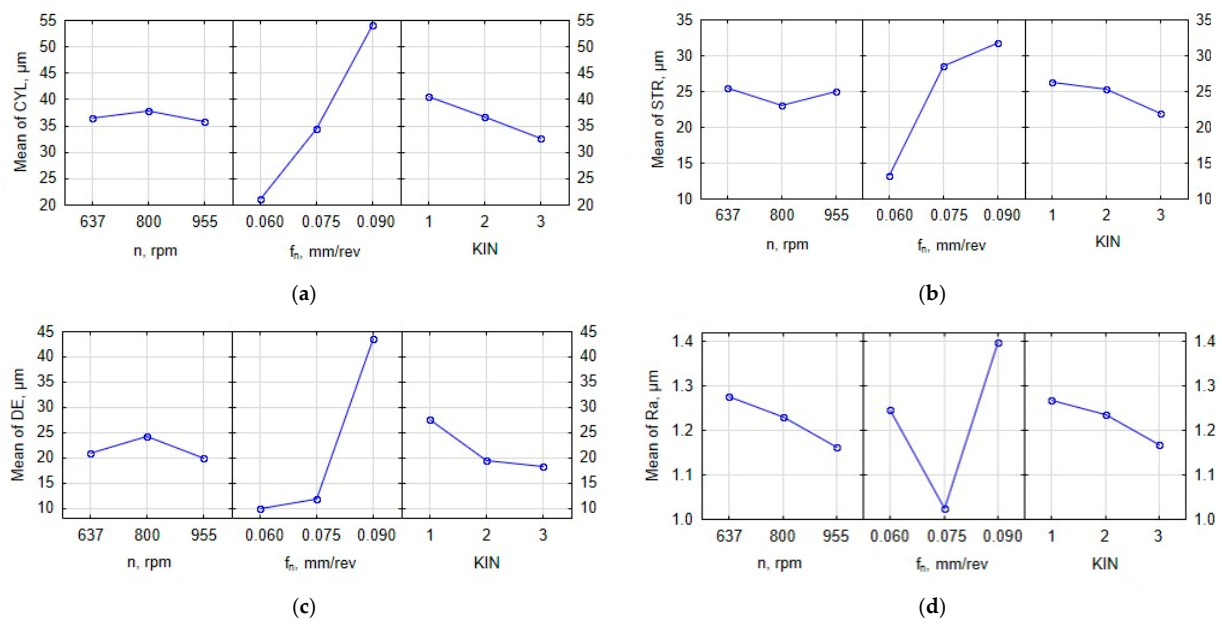 55 55
50 50
45 45
40 40
35 35
30 30
25 25
20 20
Mean of CYL, µm
637 800 955 0.060 0.075 0.090 1 2 3
n, rpm fn, mm/rev KIN
(a)
35 35
30 30
25 25
20 20
15 15
10 10
Mean of STR, µm
637 800 955 0.060 0.075 0.090 1 2 3
n, rpm fn, mm/rev KIN
(b)
45 45
40 40
35 35
30 30
25 25
20 20
15 15
10 10
Mean of DE, µm
637 800 955 0.060 0.075 0.090 1 2 3
n, rpm fn, mm/rev KIN
(c)
1.4 1.4
1.3 1.3
1.2 1.2
1.1 1.1
1.0 1.0
Mean of Ra, µm
637 800 955 0.060 0.075 0.090 1 2 3
n, rpm fn, mm/rev KIN
(d)